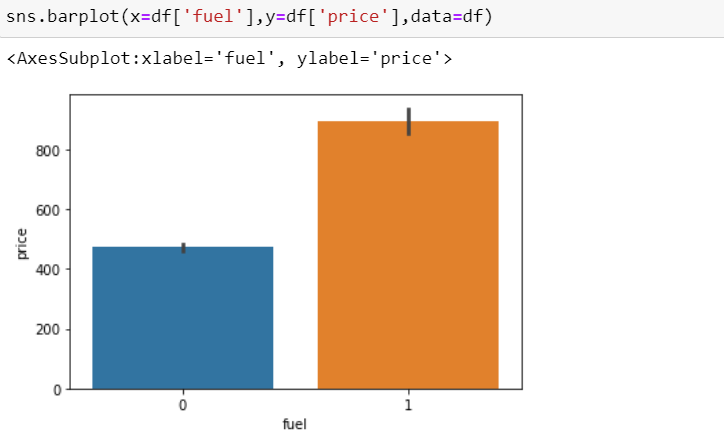 sns.barplot(x=df['fuel'],y=df['price'],data=df)
<AxesSubplot:xlabel='fuel', ylabel='price'>
800
600
400
200
0
price
0 1
fuel